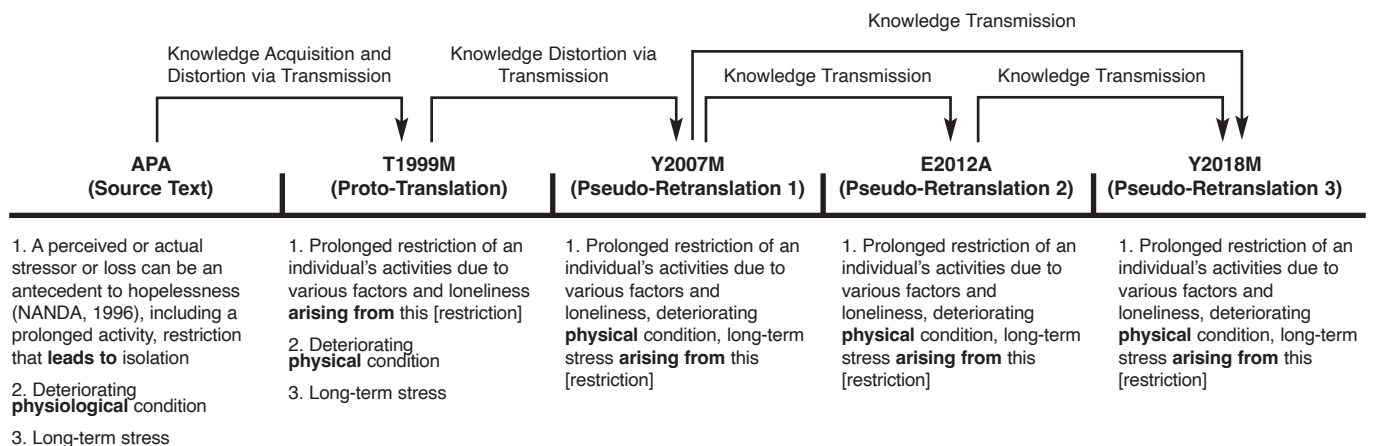 Knowledge Transmission
Knowledge Acquisition and
Distortion via Transmission
Knowledge Distortion via
Transmission
Knowledge Transmission
Knowledge Transmission
APA
(Source Text)
T1999M
(Proto-Translation)
Y2007M
(Pseudo-Retranslation 1)
E2012A
(Pseudo-Retranslation 2)
Y2018M
(Pseudo-Retranslation 3)
1. A perceived or actual
stressor or loss can be an
antecedent to hopelessness
(NANDA, 1996), including a
prolonged activity, restriction
that leads to isolation
2. Deteriorating
physiological condition
3. Long-term stress
1. Prolonged restriction of an
individual's activities due to
various factors and loneliness
arising from this [restriction]
2. Deteriorating
physical condition
3. Long-term stress
1. Prolonged restriction of an
individual's activities due to
various factors and
loneliness, deteriorating
physical condition, long-term
stress arising from this
[restriction]
1. Prolonged restriction of an
individual's activities due to
various factors and
loneliness, deteriorating
physical condition, long-term
stress arising from this
[restriction]
1. Prolonged restriction of an
individual's activities due to
various factors and
loneliness, deteriorating
physical condition, long-term
stress arising from this
[restriction]